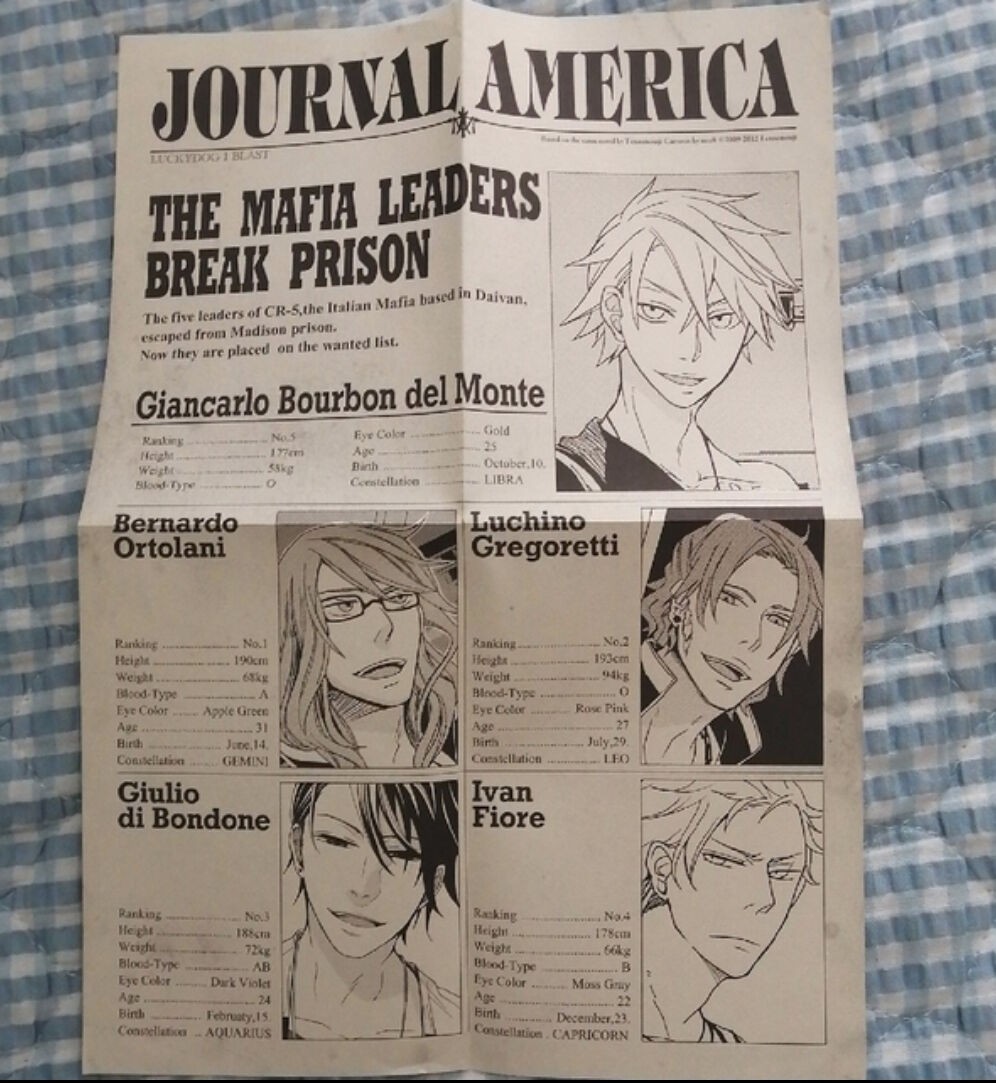 JOURNAL AMERICA
LUCKYDOG 1 BLAST
THE MAFIA LEADERS
BREAK PRISON
The five leaders of CR-5,the Italian Mafia based in Daivan,
escaped from Madison prison.
Now they are placed on the wanted list.
Giancarlo Bourbon del Monte
Ranking ........ No.5
Height ........ 177cm
Weight ........ 58kg
Blood-Type ........ O
Eye Color ........ Gold
Age ........ 25
Birth ........ October,10.
Constellation ........ LIBRA
Bernardo
Ortolani
Ranking ........ No.1
Height ........ 190cm
Weight ........ 68kg
Blood-Type ........ A
Eye Color ........ Apple Green
Age ........ 31
Birth ........ June,14.
Constellation ........ GEMINI
Luchino
Gregoretti
Ranking ........ No.2
Height ........ 193cm
Weight ........ 94kg
Blood-Type ........ O
Eye Color ........ Rose Pink
Age ........ 27
Birth ........ July,29.
Constellation ........ LEO
Giulio
di Bondone
Ranking ........ No.3
Height ........ 188cm
Weight ........ 72kg
Blood-Type ........ AB
Eye Color ........ Dark Violet
Age ........ 24
Birth ........ February,15.
Constellation .. AQUARIUS
Ivan
Fiore
Ranking ........ No.4
Height ........ 178cm
Weight ........ 66kg
Blood-Type ........ B
Eye Color ........ Moss Gray
Age ........ 22
Birth ........ December,23.
Constellation . CAPRICORN